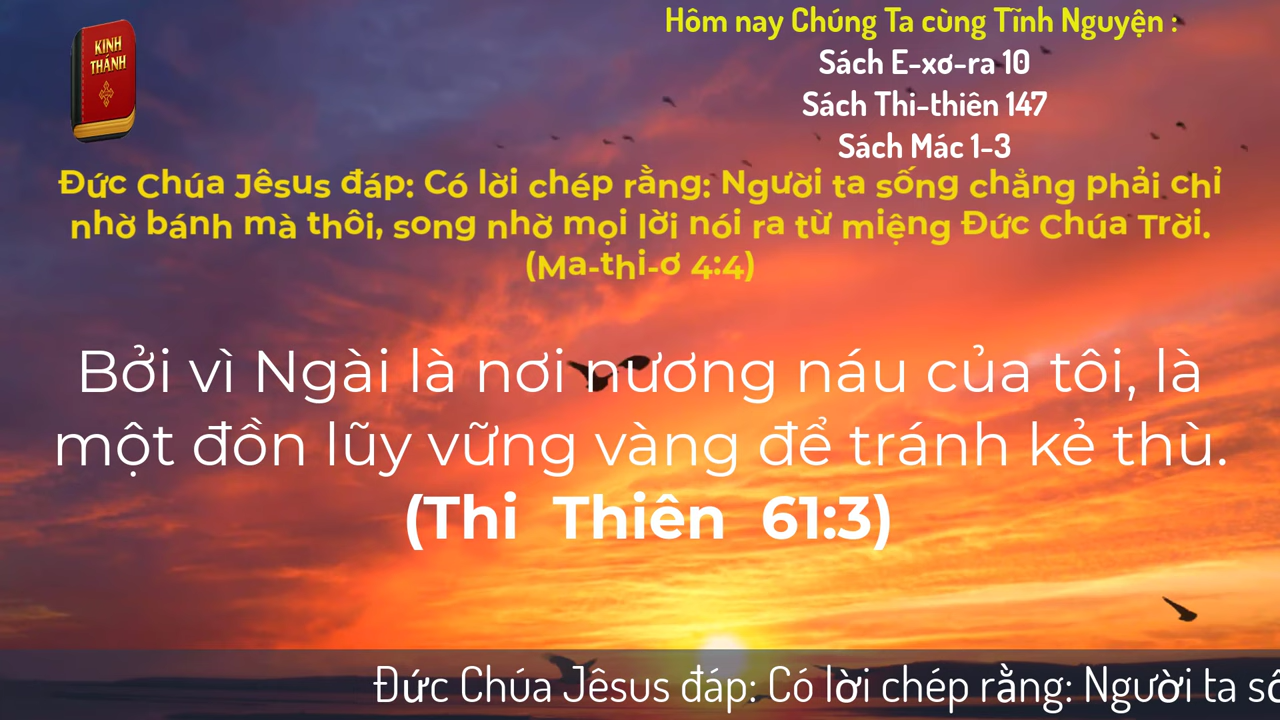 KINH
THÁNH
Hôm nay Chúng Ta cùng Tĩnh Nguyện :
Sách E-xơ-ra 10
Sách Thi-thiên 147
Sách Mác 1-3
Đức Chúa Jêsus đáp: Có lời chép rằng: Người ta sống chẳng phải chỉ
nhờ bánh mà thôi, song nhờ mọi lời nói ra từ miệng Đức Chúa Trời.
(Ma-thi-ơ 4:4)
Bởi vì Ngài là nơi nương náu của tôi, là
một đồn lũy vững vàng để tránh kẻ thù.
(Thi Thiên 61:3)
Đức Chúa Jêsus đáp: Có lời chép rằng: Người ta